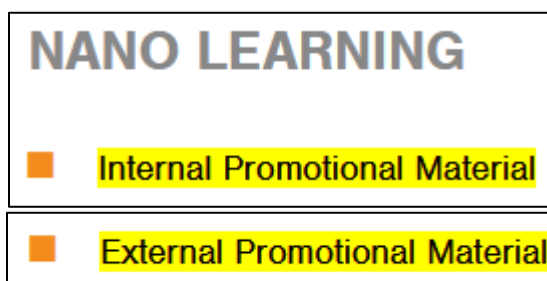 NANO LEARNING
Internal Promotional Material
External Promotional Material